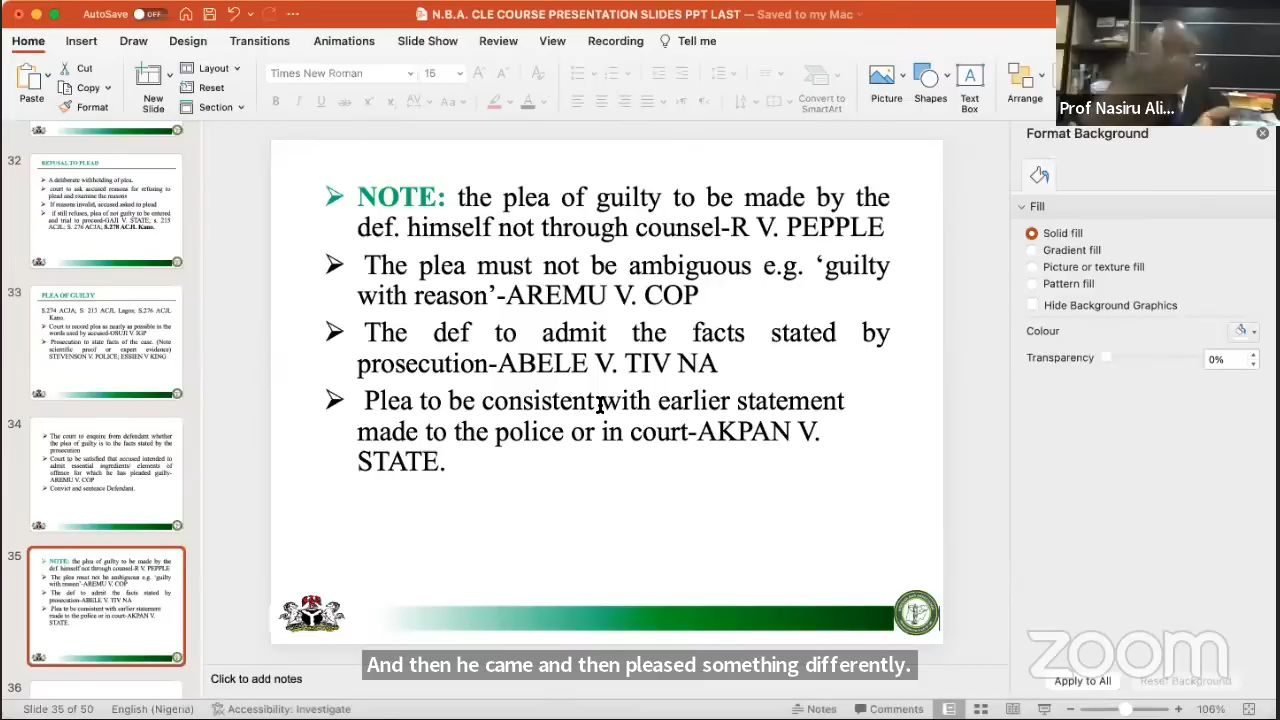 AutoSave OFF N.B.A. CLE COURSE PRESENTATION SLIDES PPT LAST — Saved to my Mac
Home Insert Draw Design Transitions Animations Slide Show Review View Recording Tell me
Paste Cut Copy Format
New Slide Layout Reset Section
Times New Roman 15
Convert to SmartArt
Picture Shapes Text Box Arrange
Prof Nasiru Ali...
Format Background
Fill
Solid fill
Gradient fill
Picture or texture fill
Pattern fill
Hide Background Graphics
Colour
Transparency 0%
32
REFUSAL TO PLEAD
A deliberate withholding of plea.
court to ask accused reasons for refusing to
plead and examine the reasons
If reasons invalid, accused asked to plead
if still refuses, plea of not guilty to be entered
and trial to proceed-GAJI V. STATE; s. 215
ACJL; S. 276 ACJA; S.278 ACJL Kano.
33
PLEA OF GUILTY
S.274 ACJA; S. 213 ACJL Lagos; S.276 ACJL
Kano.
Court to record plea as nearly as possible in the
words used by accused-OSUJI V. IGP
Prosecution to state facts of the case. (Note
scientific proof or expert evidence)
STEVENSON V. POLICE; ESSIEN V KING
34
The court to enquire from defendant whether
the plea of guilty is to the facts stated by the
prosecution
Court to be satisfied that accused intended to
admit essential ingredients/ elements of
offence for which he has pleaded guilty-
AREMU V. COP
Convict and sentence Defendant.
35
NOTE: the plea of guilty to be made by the
def. himself not through counsel-R V. PEPPLE
The plea must not be ambiguous e.g. 'guilty
with reason'-AREMU V. COP
The def to admit the facts stated by
prosecution-ABELE V. TIV NA
Plea to be consistent with earlier statement
made to the police or in court-AKPAN V.
STATE.
36
NOTE: the plea of guilty to be made by the
def. himself not through counsel-R V. PEPPLE
The plea must not be ambiguous e.g. ‘guilty
with reason’-AREMU V. COP
The def to admit the facts stated by
prosecution-ABELE V. TIV NA
Plea to be consistent with earlier statement
made to the police or in court-AKPAN V.
STATE.
And then he came and then pleased something differently.
zoom
Apply to All Reset Background
Click to add notes
Slide 35 of 50 English (Nigeria) Accessibility: Investigate Notes Comments 106%